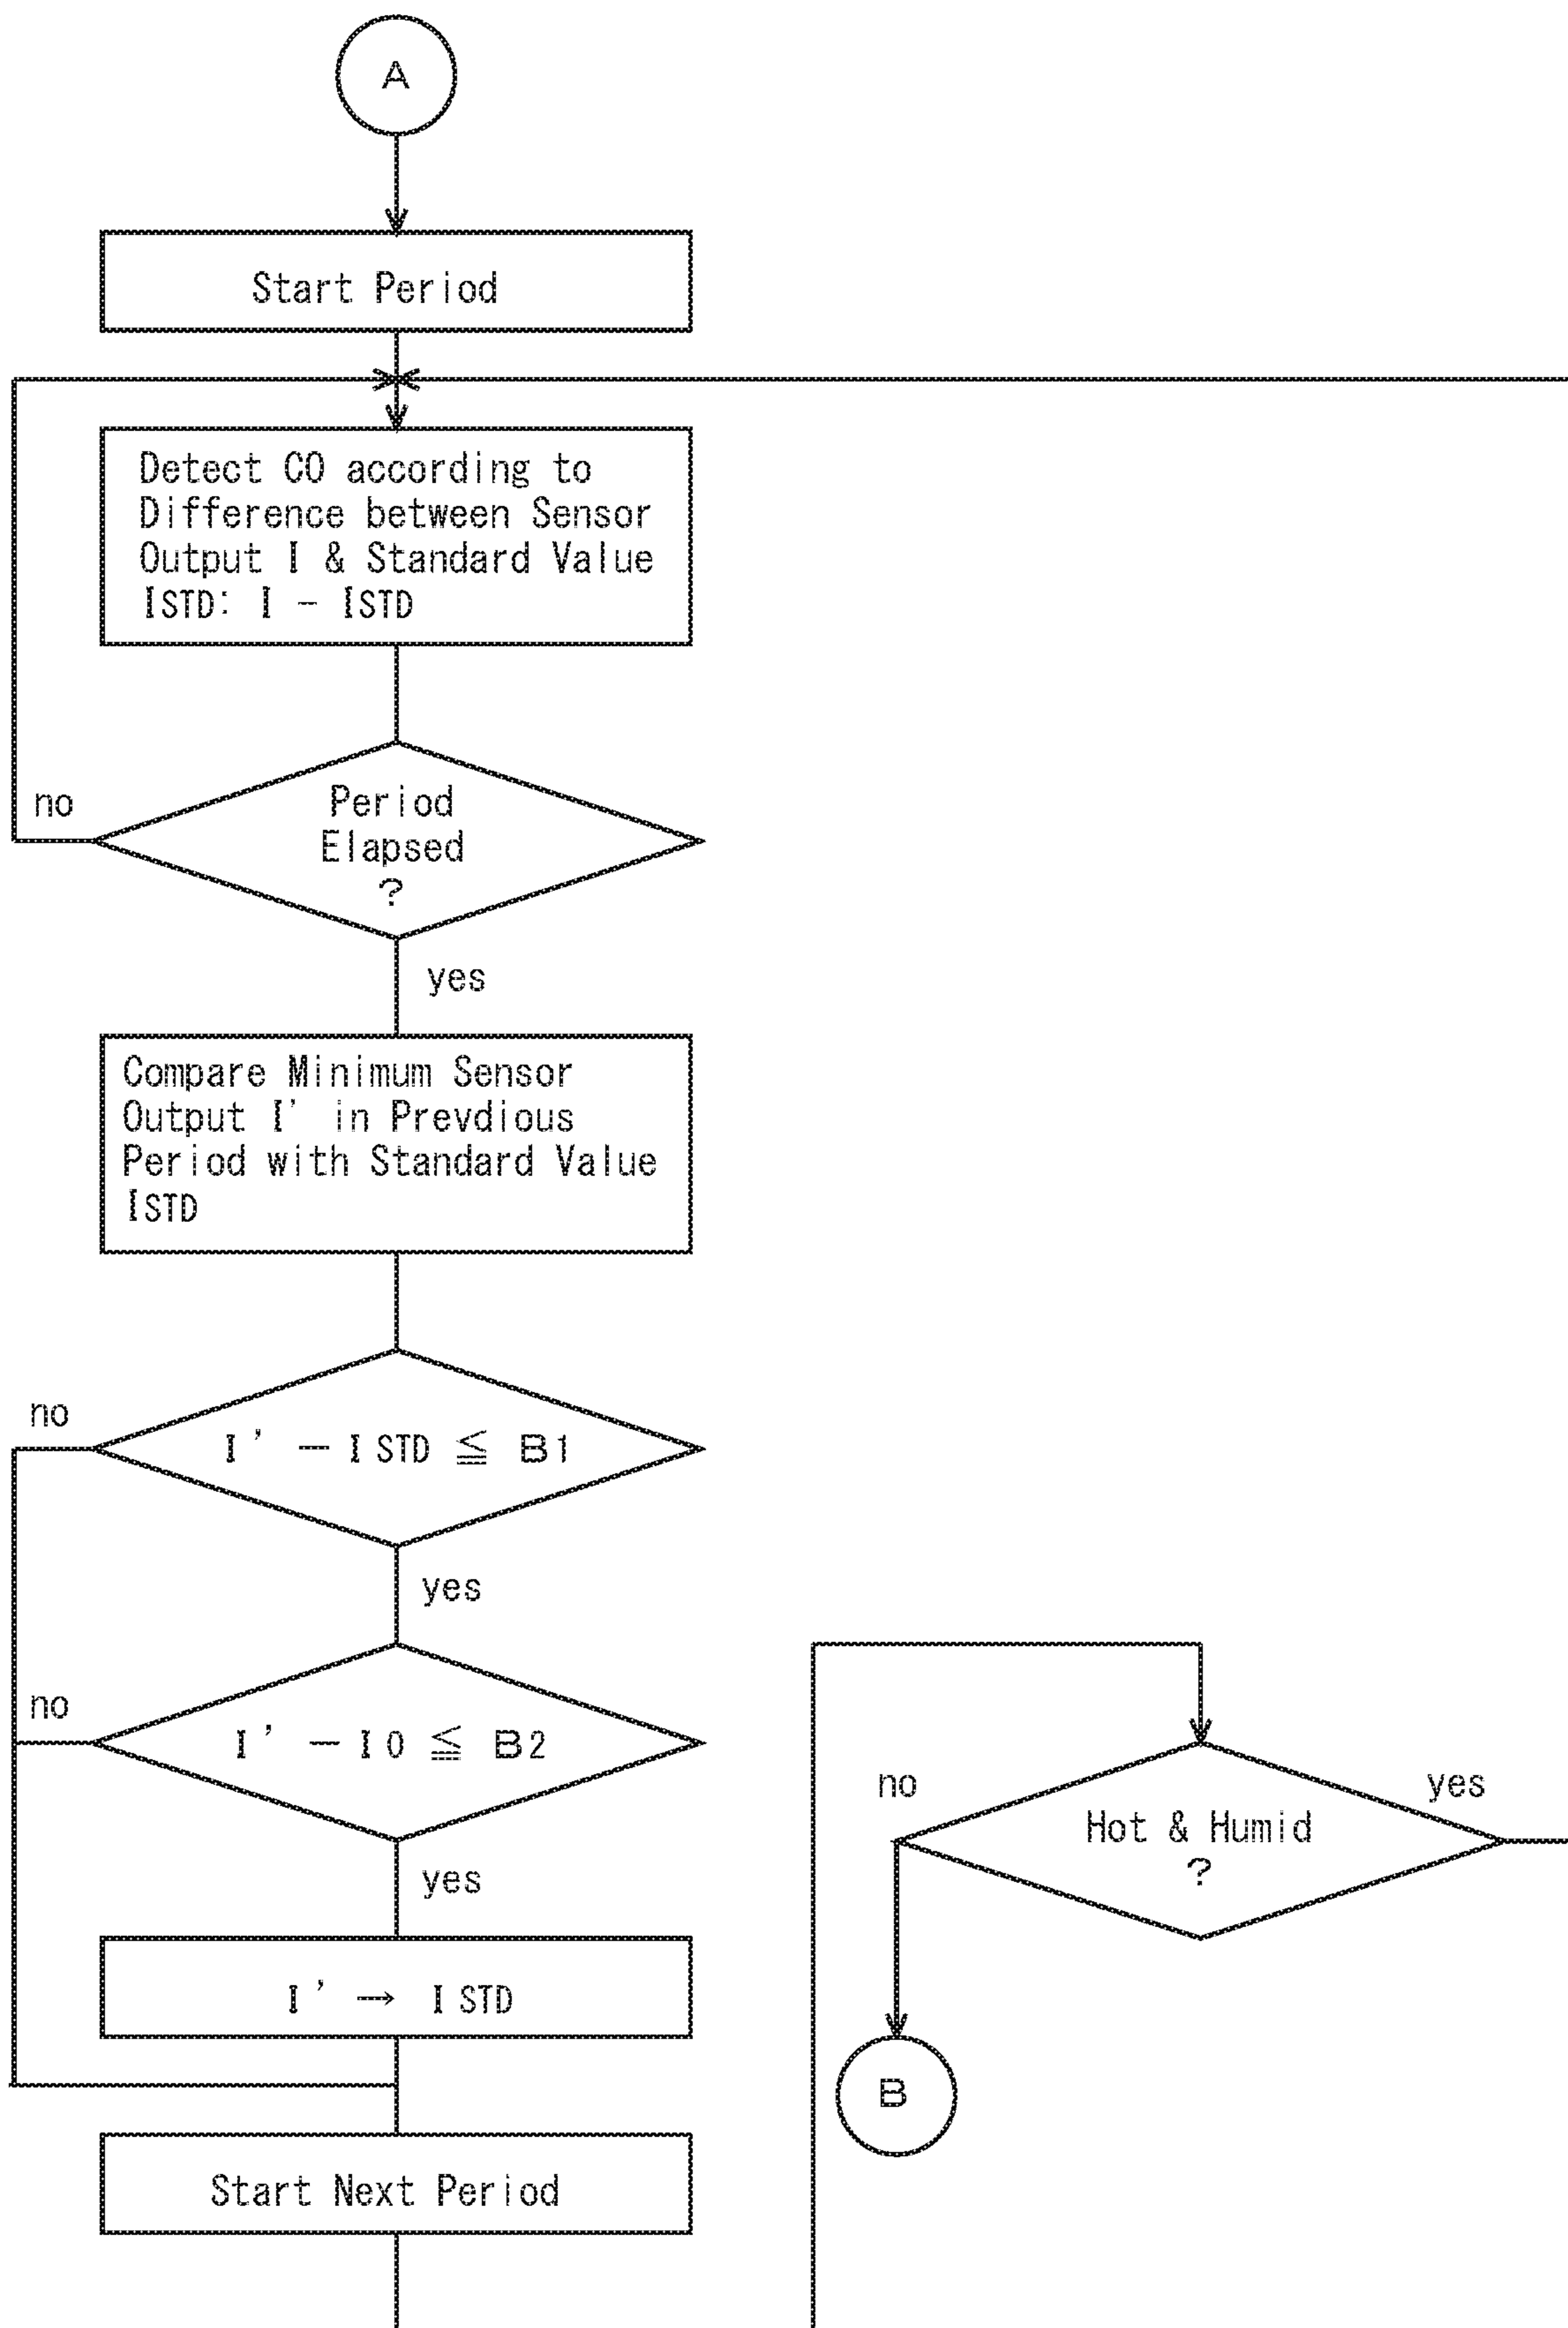 A
Start Period
Detect CO according to
Difference between Sensor
Output I & Standard Value
ISTD: I - ISTD
no
Period
Elapsed
?
yes
Compare Minimum Sensor
Output I' in Prevdious
Period with Standard Value
ISTD
no
I' - ISTD ≦ B1
yes
no
I' - I0 ≦ B2
yes
I' → ISTD
Start Next Period
no
yes
Hot & Humid
?
B